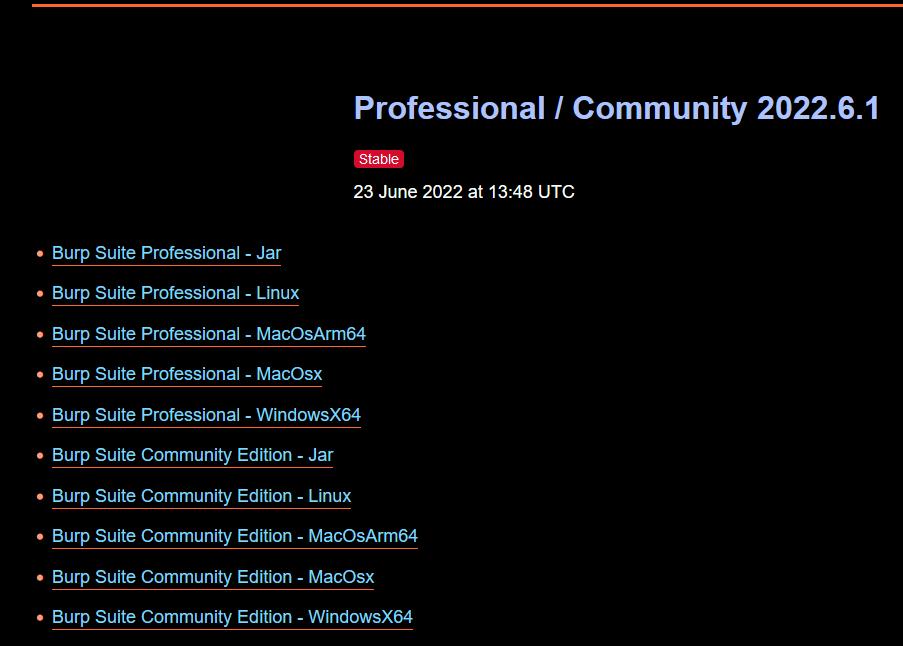 Professional / Community 2022.6.1
Stable
23 June 2022 at 13:48 UTC
Burp Suite Professional - Jar
Burp Suite Professional - Linux
Burp Suite Professional - MacOsArm64
Burp Suite Professional - MacOsx
Burp Suite Professional - WindowsX64
Burp Suite Community Edition - Jar
Burp Suite Community Edition - Linux
Burp Suite Community Edition - MacOsArm64
Burp Suite Community Edition - MacOsx
Burp Suite Community Edition - WindowsX64